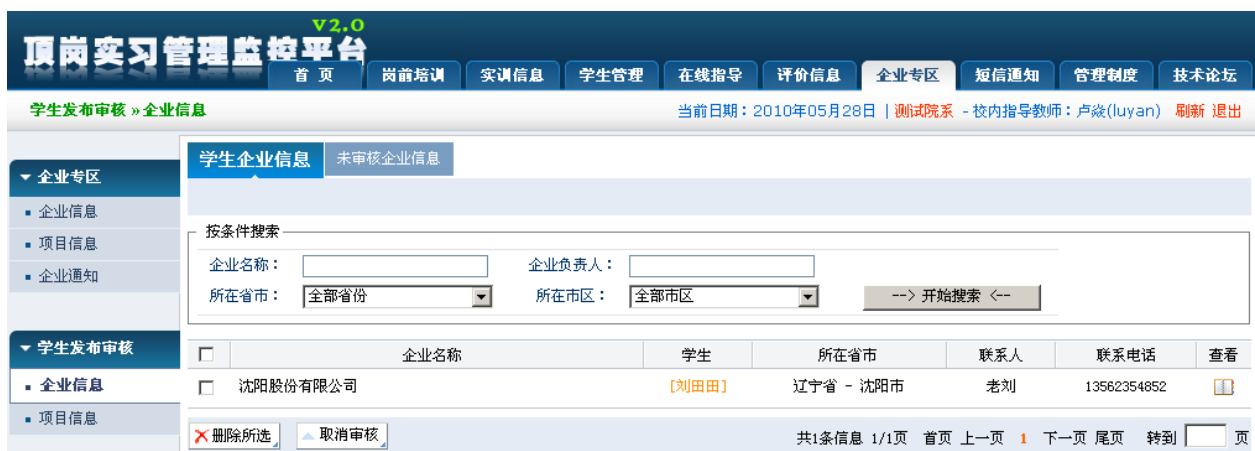 V2.0
顶岗实习管理监控平台
首 页 岗前培训 实训信息 学生管理 在线指导 评价信息 企业专区 短信通知 管理制度 技术论坛
学生发布审核 » 企业信息 当前日期：2010年05月28日 | 测试院系 - 校内指导教师：卢焱(luyan) 刷新 退出
学生企业信息 未审核企业信息
企业专区
企业信息
项目信息
企业通知
学生发布审核
企业信息
项目信息
按条件搜索
企业名称： 企业负责人：
所在省市： 全部省份 所在市区： 全部市区 --> 开始搜索 <--
企业名称 学生 所在省市 联系人 联系电话 查看
沈阳股份有限公司 [刘田田] 辽宁省 - 沈阳市 老刘 13562354852
删除所选 取消审核 共1条信息 1/1页 首页 上一页 1 下一页 尾页 转到 页